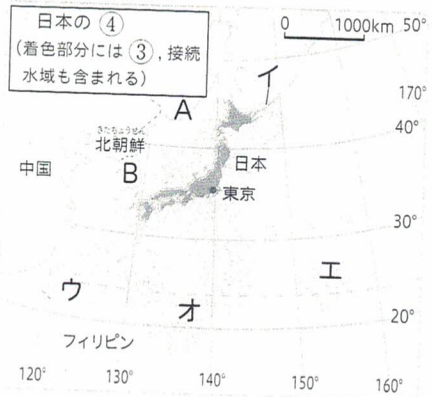 日本の④
(着色部分には③,接続
水域も含まれる)
0 1000km
50°
イ
170°
A
40°
きたちょうせん
北朝鮮
中国
B
日本
東京
30°
エ
ウ
オ
20°
フィリピン
120° 130° 140° 150° 160°